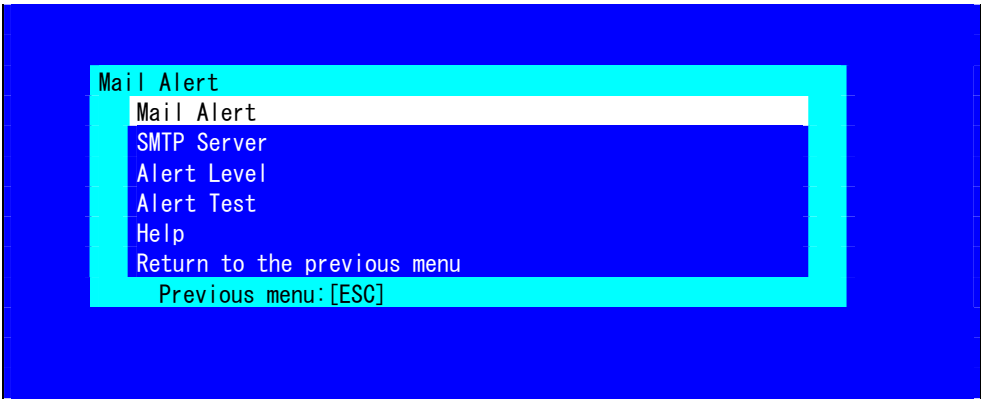 Mail Alert
Mail Alert
SMTP Server
Alert Level
Alert Test
Help
Return to the previous menu
Previous menu:[ESC]